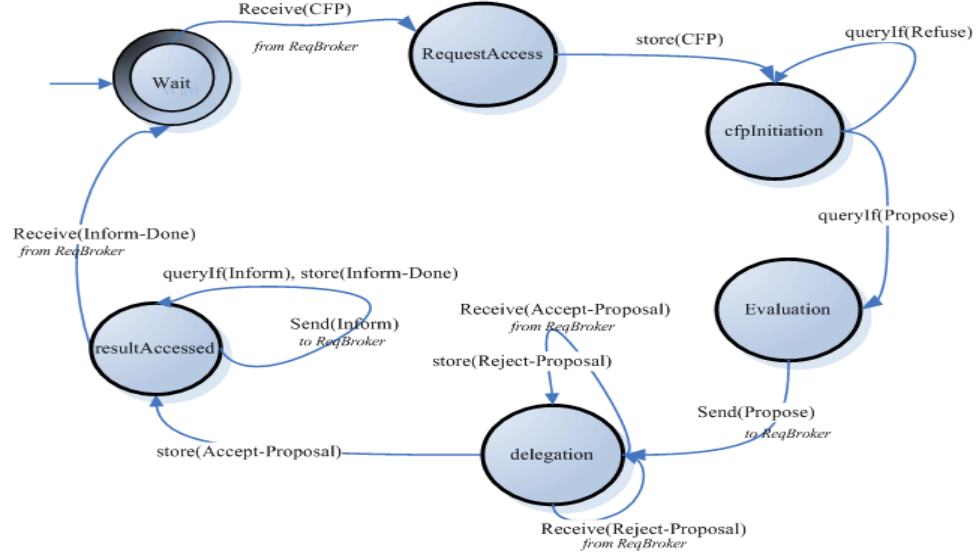 Receive(CFP)
from ReqBroker
Wait
RequestAccess
store(CFP)
queryIf(Refuse)
cfpInitiation
queryIf(Propose)
Receive(Inform-Done)
from ReqBroker
queryIf(Inform), store(Inform-Done)
Send(Inform)
to ReqBroker
resultAccessed
Receive(Accept-Proposal)
from ReqBroker
store(Reject-Proposal)
Evaluation
Send(Propose)
to ReqBroker
store(Accept-Proposal)
delegation
Receive(Reject-Proposal)
from ReqBroker